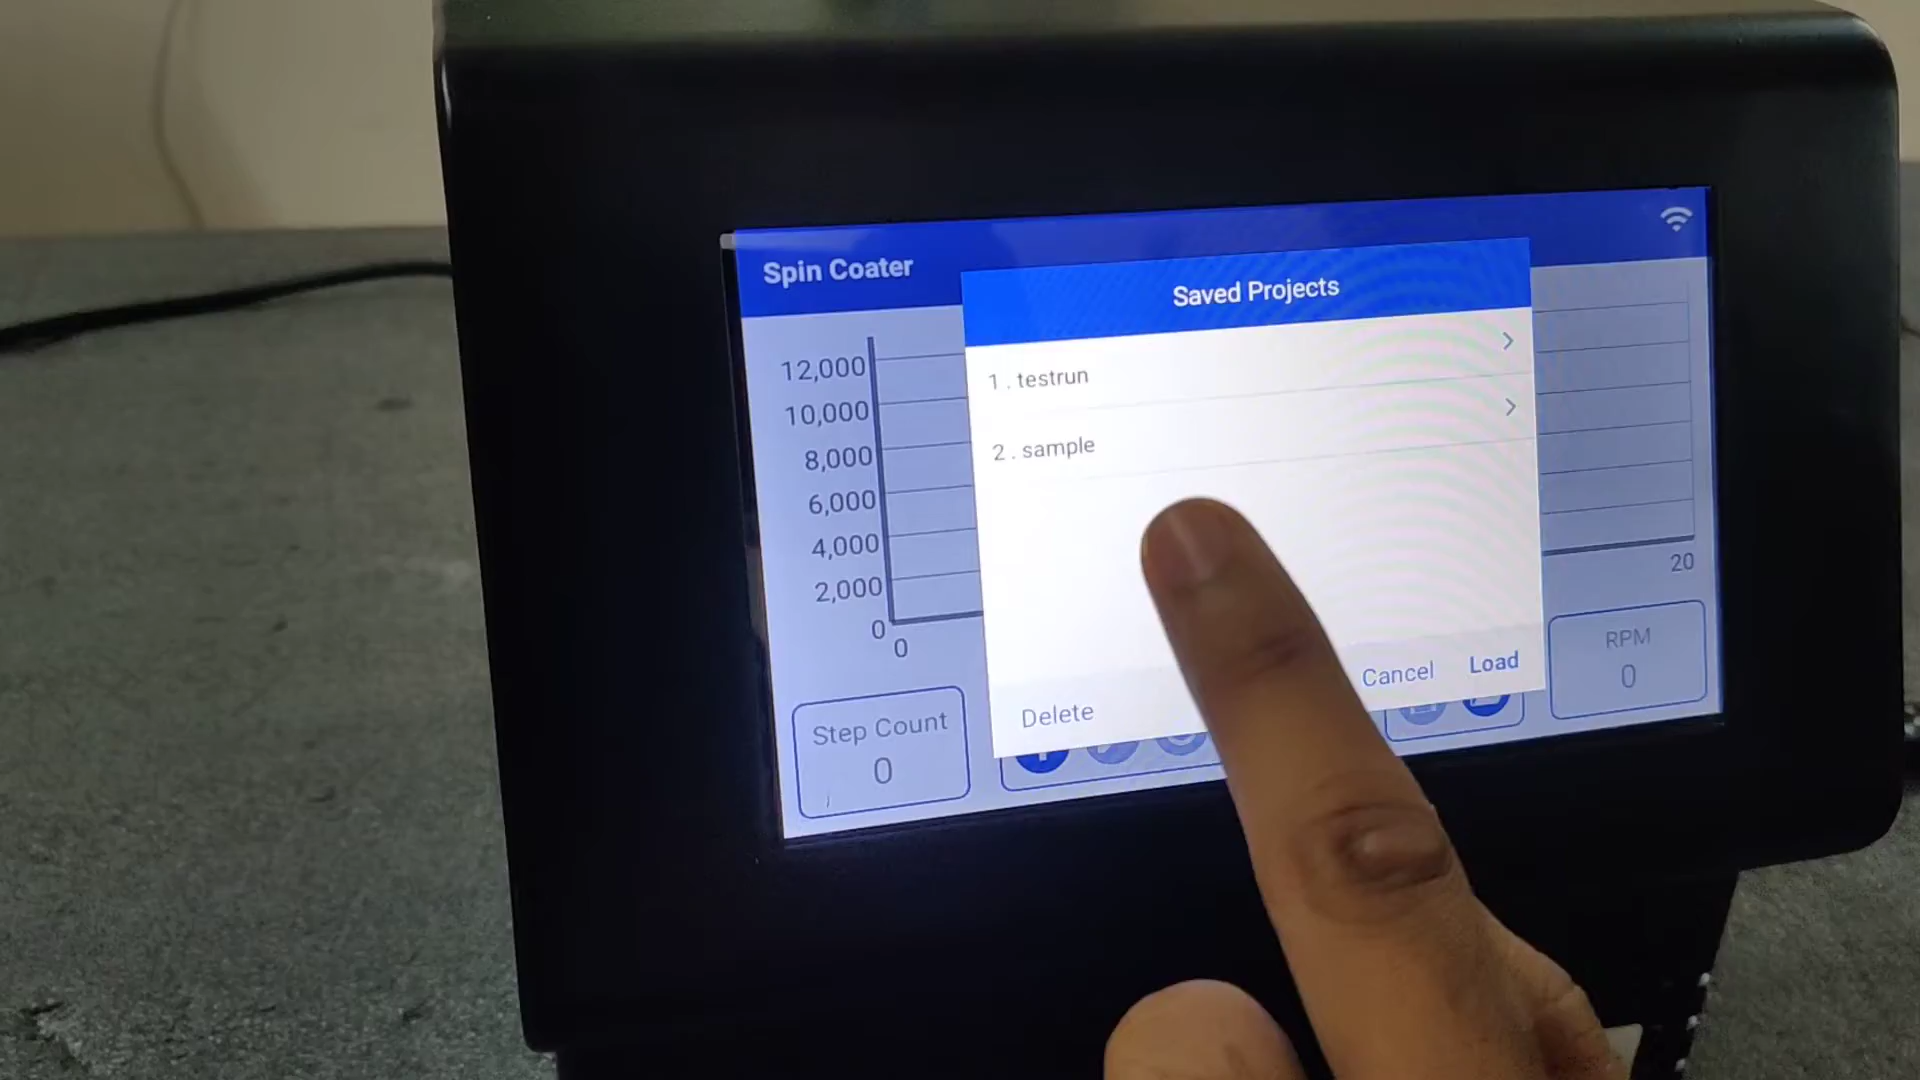 Spin Coater
Saved Projects
1 . testrun
2 . sample
Delete
Cancel
Load
12,000
10,000
8,000
6,000
4,000
2,000
0
0
20
Step Count
0
RPM
0